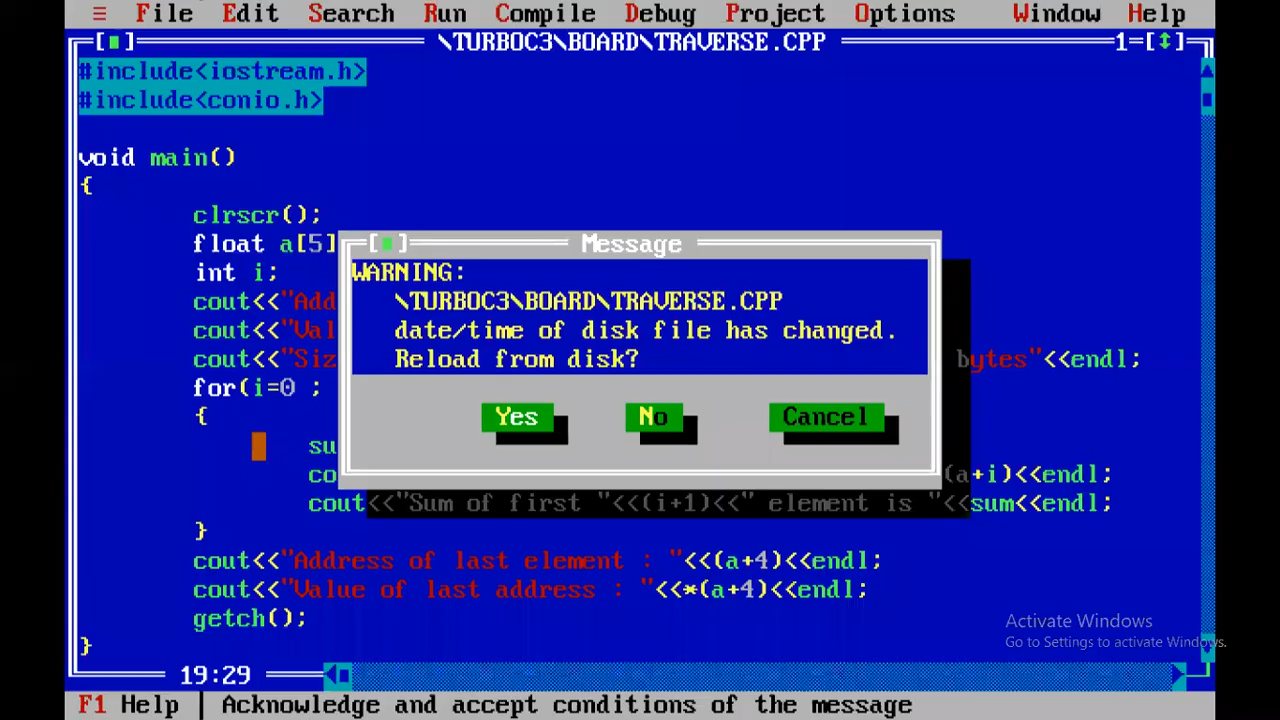 ≡ File Edit Search Run Compile Debug Project Options Window Help
[■] \TURBOC3\BOARD\TRAVERSE.CPP 1=[↕]
#include<iostream.h>
#include<conio.h>
void main()
{
clrscr();
float a[5]
int i;
cout<<"Add
cout<<"Val
cout<<"Siz bytes"<<endl;
for(i=0 ;
{
su
co (a+i)<<endl;
cout<<"Sum of first "<<(i+1)<<" element is "<<sum<<endl;
}
cout<<"Address of last element : "<<(a+4)<<endl;
cout<<"Value of last address : "<<*(a+4)<<endl;
getch();
}
[■] Message
WARNING:
\TURBOC3\BOARD\TRAVERSE.CPP
date/time of disk file has changed.
Reload from disk?
Yes No Cancel
Activate Windows
Go to Settings to activate Windows.
19:29
F1 Help │ Acknowledge and accept conditions of the message